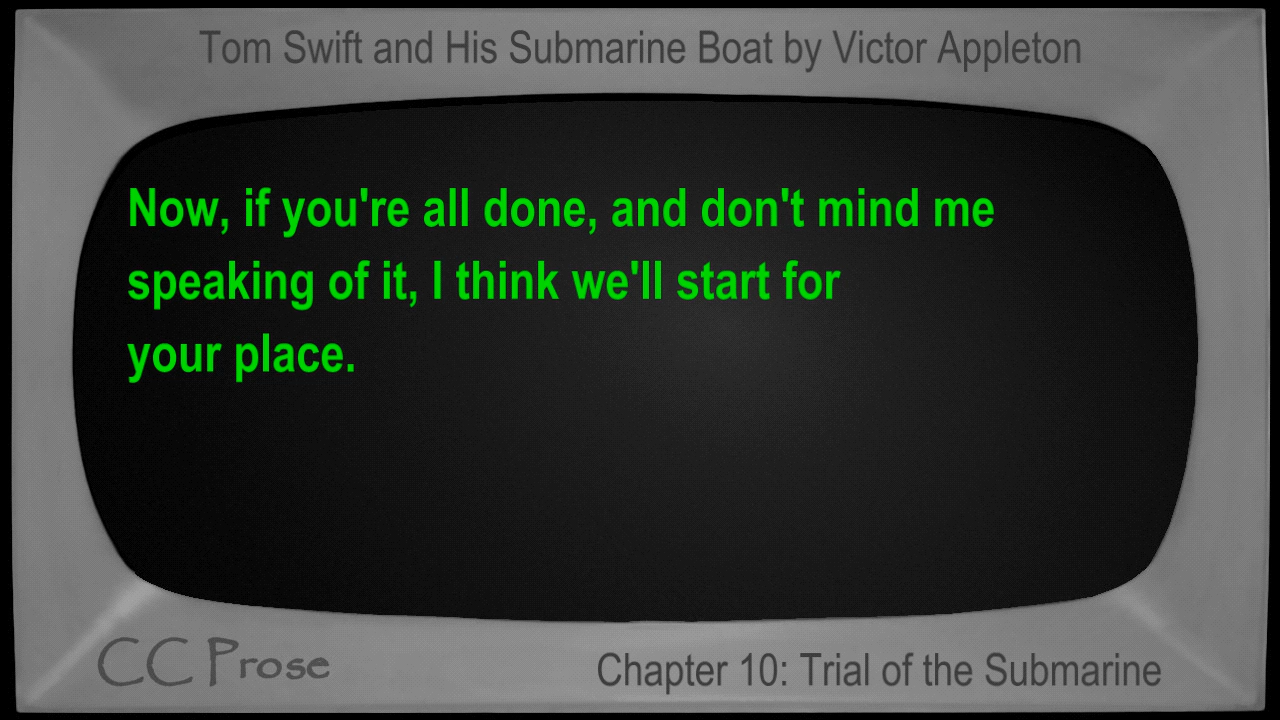 Tom Swift and His Submarine Boat by Victor Appleton
Now, if you're all done, and don't mind me
speaking of it, I think we'll start for
your place.
CC Prose
Chapter 10: Trial of the Submarine